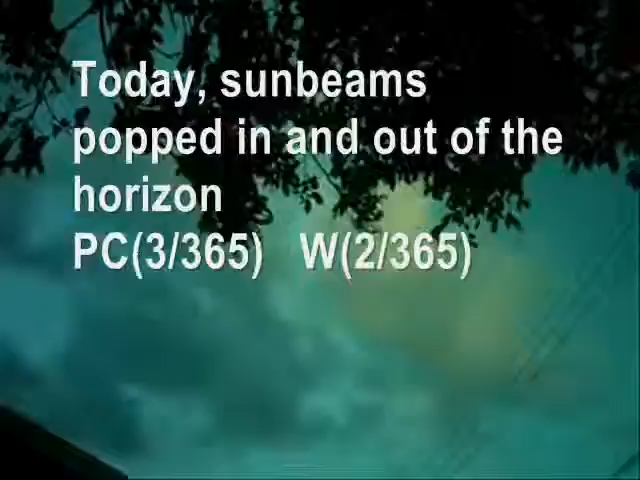 Today, sunbeams
popped in and out of the
horizon
PC(3/365) W(2/365)